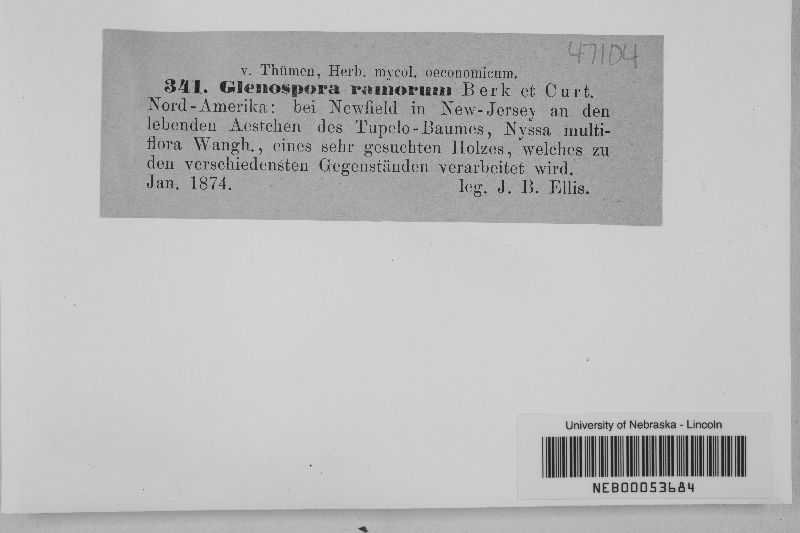 47104
v. Thümen, Herb. mycol. oeconomicum.
341. Glenospora ramorum Berk et Curt.
Nord-Amerika: bei Newfield in New-Jersey an den
lebenden Aestchen des Tupelo-Baumes, Nyssa multi-
flora Wangh., eines sehr gesuchten Holzes, welches zu
den verschiedensten Gegenständen verarbeitet wird.
Jan. 1874. leg. J. B. Ellis.
University of Nebraska - Lincoln
NEB00053684